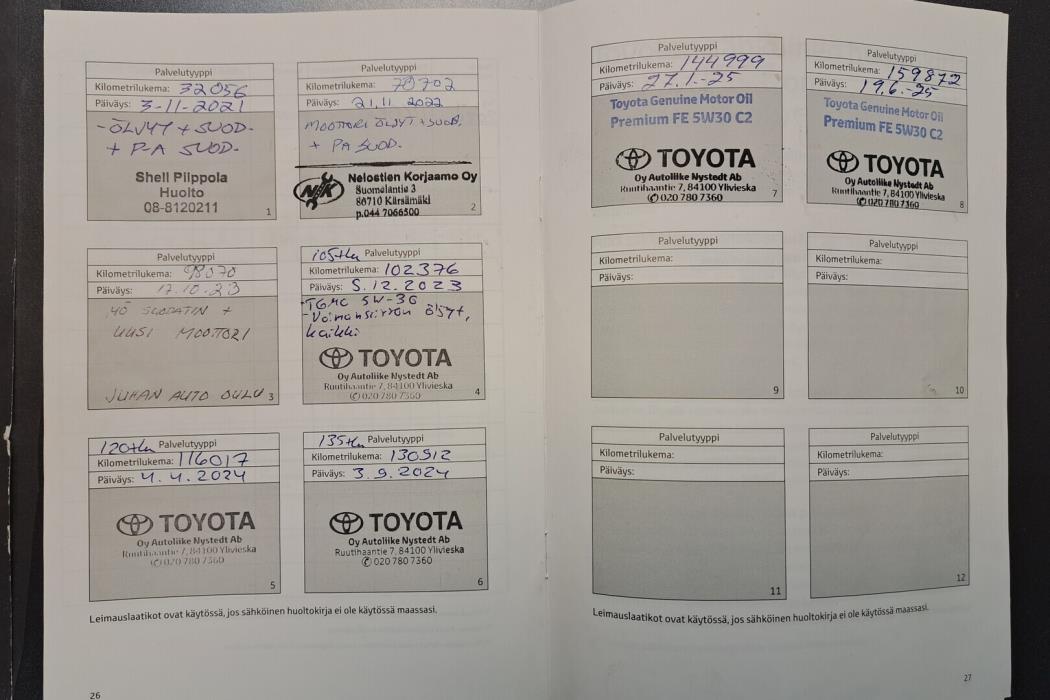 Palvelutyyppi
Kilometrilukema: 32056
Päiväys: 3-11-2021
-ÖLJYT + SUOD.
+ P-A SUOD.
Shell Piippola
Huolto
08-8120211
1
Palvelutyyppi
Kilometrilukema: 70702
Päiväys: 21.11 2022
MOOTTORI ÖLJYT +SUOD.
+ PA SUOD.
NK
Nelostien Korjaamo Oy
Suomelantie 3
86710 Kärsämäki
p.044 7066500
2
Palvelutyyppi
Kilometrilukema: 98070
Päiväys: 17.10.23
SUODATIN +
UUSI MOOTTORI
JUHAN AUTO OULU
3
105tkm Palvelutyyppi
Kilometrilukema: 102376
Päiväys: 5.12.2023
-TGMO 5W-30
-Voimansiirron öljyt,
kaikki
TOYOTA
Oy Autoliike Nystedt Ab
Ruutihaantie 7, 84100 Ylivieska
✆ 020 780 7360
4
120tkm Palvelutyyppi
Kilometrilukema: 116017
Päiväys: 4.4.2024
TOYOTA
Oy Autoliike Nystedt Ab
Ruutihaantie 7, 84100 Ylivieska
✆ 020 780 7360
5
135tkm Palvelutyyppi
Kilometrilukema: 130512
Päiväys: 3.9.2024
TOYOTA
Oy Autoliike Nystedt Ab
Ruutihaantie 7, 84100 Ylivieska
✆ 020 780 7360
6
Leimauslaatikot ovat käytössä, jos sähköinen huoltokirja ei ole käytössä maassasi.
26
Palvelutyyppi
Kilometrilukema: 144999
Päiväys: 27.1.-25
Toyota Genuine Motor Oil
Premium FE 5W30 C2
TOYOTA
Oy Autoliike Nystedt Ab
Ruutihaantie 7, 84100 Ylivieska
✆ 020 780 7360
7
Palvelutyyppi
Kilometrilukema: 159872
Päiväys: 19.6.-25
Toyota Genuine Motor Oil
Premium FE 5W30 C2
TOYOTA
Oy Autoliike Nystedt Ab
Ruutihaantie 7, 84100 Ylivieska
✆ 020 780 7360
8
Palvelutyyppi
Kilometrilukema:
Päiväys:
9
Palvelutyyppi
Kilometrilukema:
Päiväys:
10
Palvelutyyppi
Kilometrilukema:
Päiväys:
11
Palvelutyyppi
Kilometrilukema:
Päiväys:
12
Leimauslaatikot ovat käytössä, jos sähköinen huoltokirja ei ole käytössä maassasi.
27